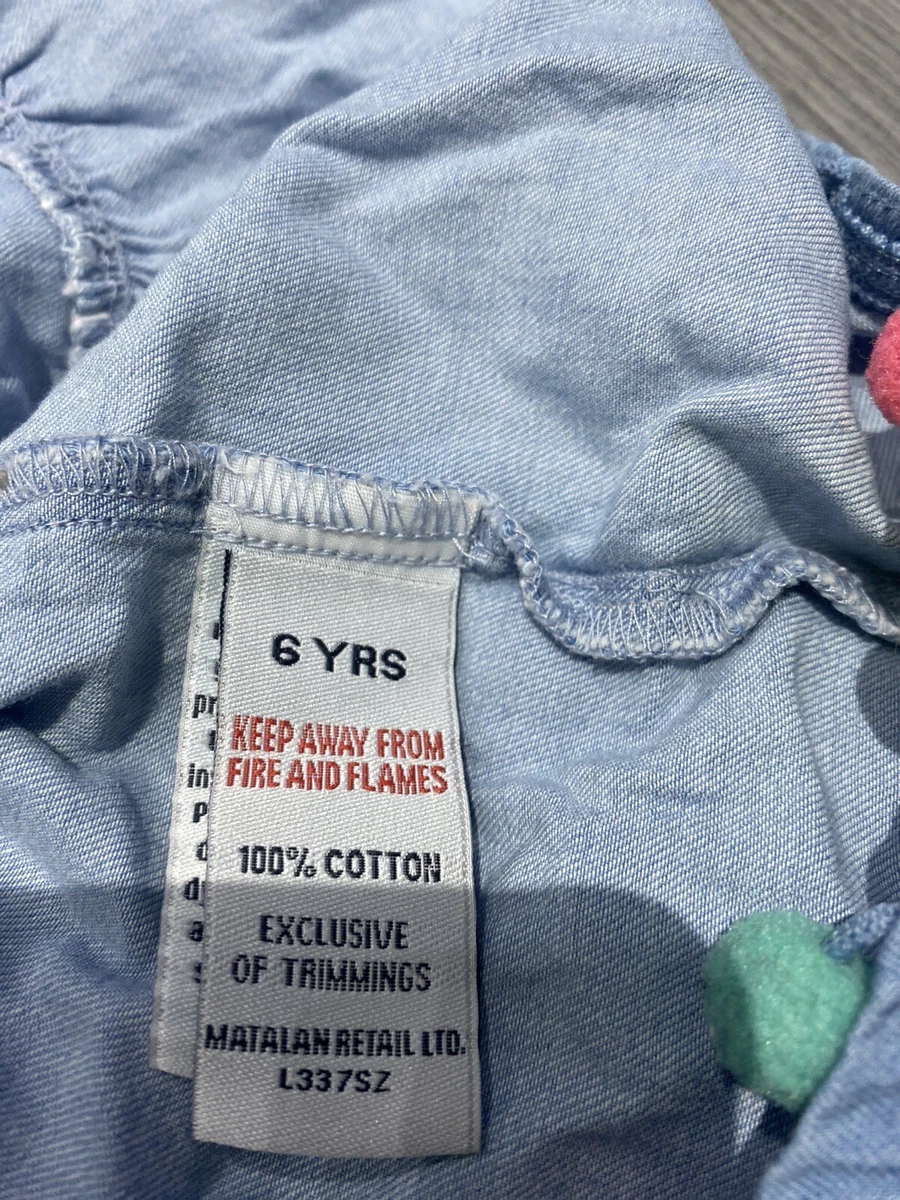 6 YRS
KEEP AWAY FROM
FIRE AND FLAMES
100% COTTON
EXCLUSIVE
OF TRIMMINGS
MATALAN RETAIL LTD.
L337SZ